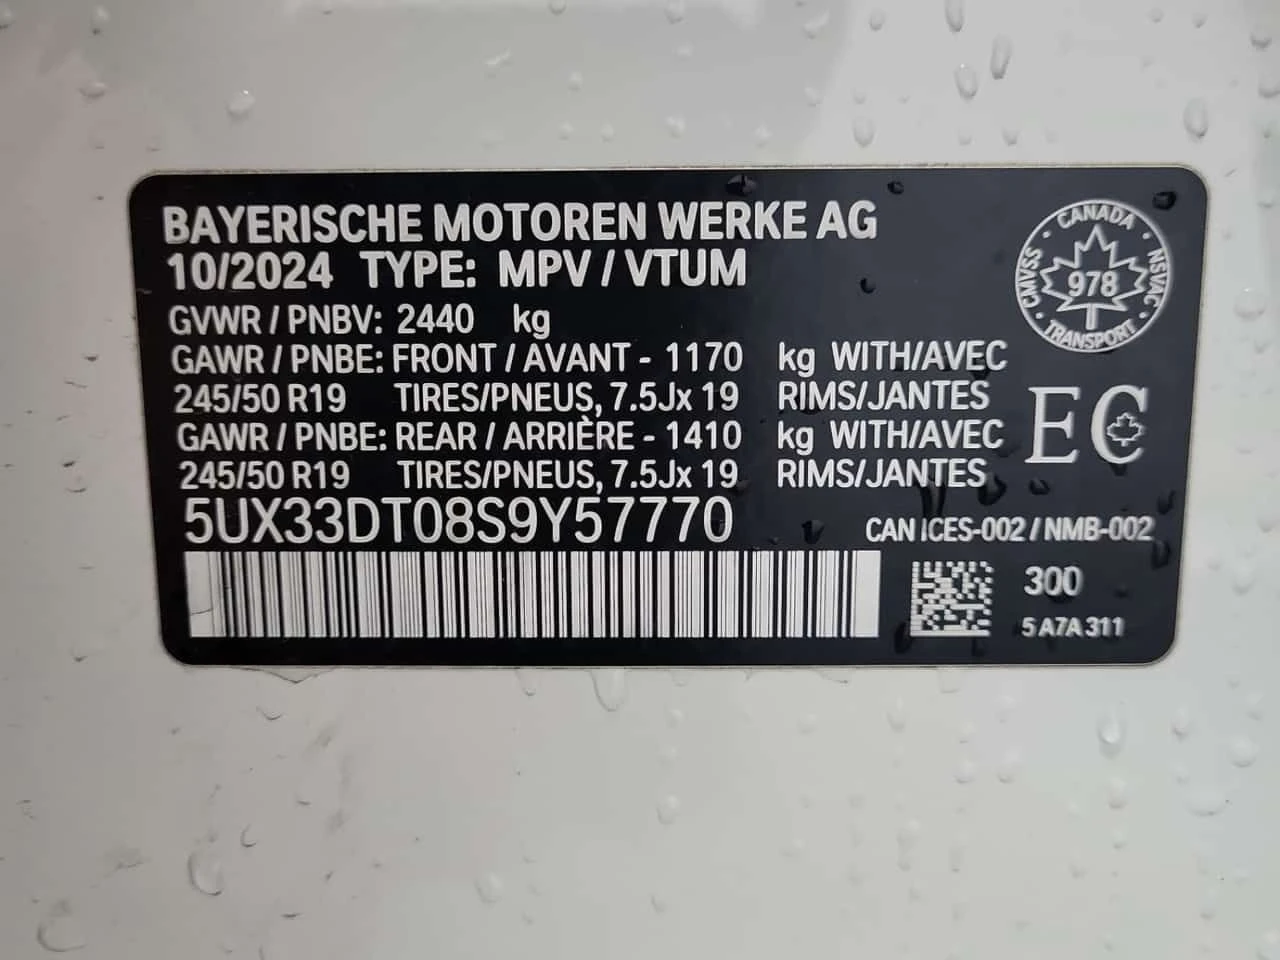 BAYERISCHE MOTOREN WERKE AG
10/2024 TYPE: MPV / VTUM
GVWR / PNBV: 2440 kg
GAWR / PNBE: FRONT / AVANT - 1170 kg WITH/AVEC
245/50 R19 TIRES/PNEUS, 7.5Jx 19 RIMS/JANTES
GAWR / PNBE: REAR / ARRIÈRE - 1410 kg WITH/AVEC
245/50 R19 TIRES/PNEUS, 7.5Jx 19 RIMS/JANTES
5UX33DT08S9Y57770
CAN ICES-002 / NMB-002
300
5 A7A 311
CANADA
CMVSS · NSVAC
978
TRANSPORT
EC